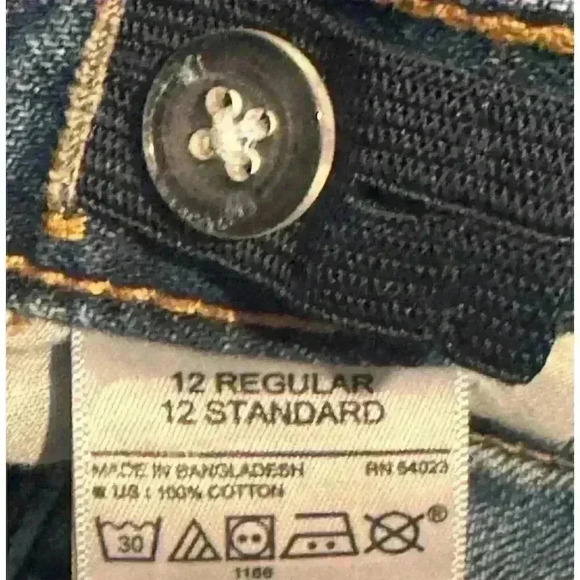 12 REGULAR
12 STANDARD
MADE IN BANGLADESH RN 54023
US : 100% COTTON
30 ®
1166